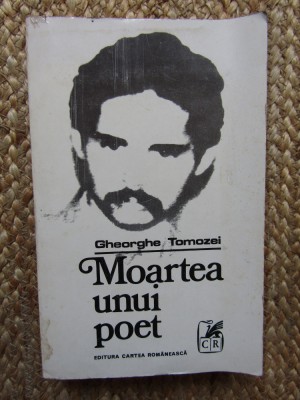 Gheorghe Tomozei
Moartea
unui
poet
CR
EDITURA CARTEA ROMÂNEASCĂ